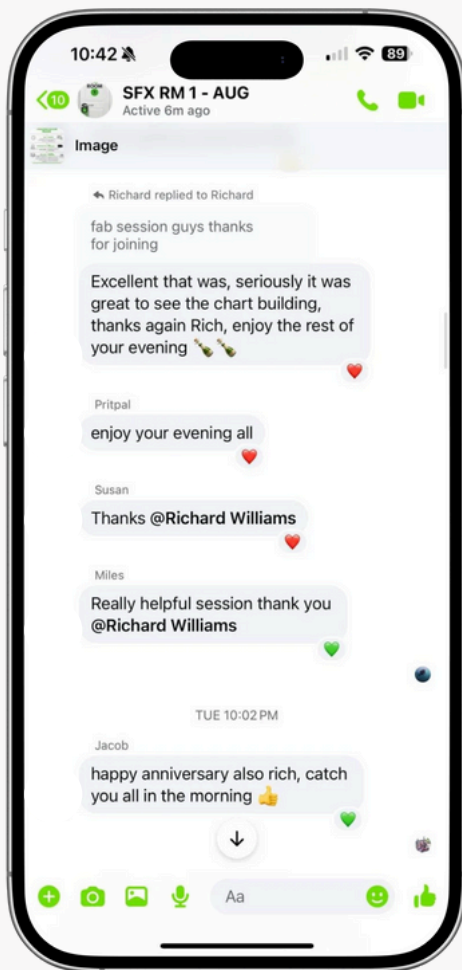 10:42
89
10
SFX RM 1 - AUG
Active 6m ago
Image
Richard replied to Richard
fab session guys thanks
for joining
Excellent that was, seriously it was
great to see the chart building,
thanks again Rich, enjoy the rest of
your evening 🍾🍾
Pritpal
enjoy your evening all
Susan
Thanks @Richard Williams
Miles
Really helpful session thank you
@Richard Williams
TUE 10:02 PM
Jacob
happy anniversary also rich, catch
you all in the morning 👍
Aa